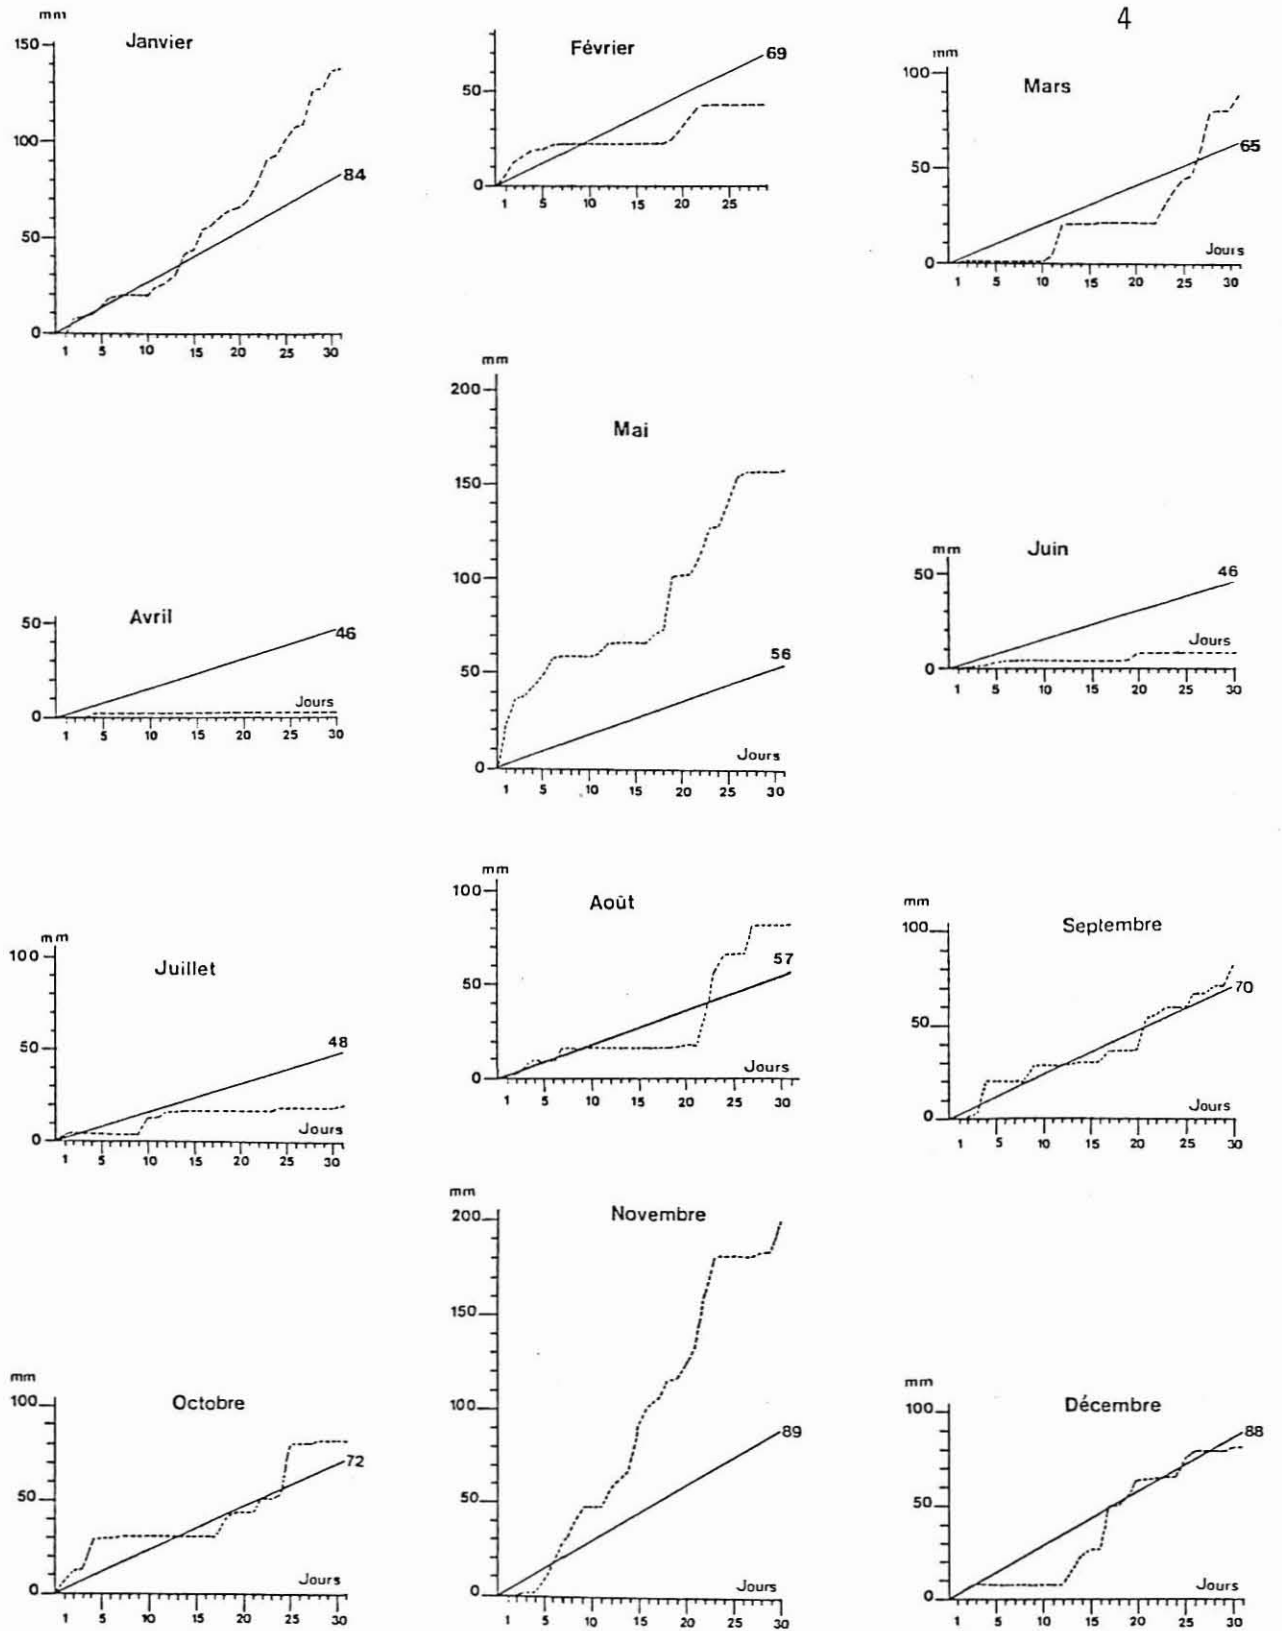 4
mm
Janvier
150
100
50
0
84
1 5 10 15 20 25 30
Février
50
0
69
1 5 10 15 20 25
mm
Mars
100
50
0
65
Jours
1 5 10 15 20 25 30
Avril
50
0
46
Jours
1 5 10 15 20 25 30
mm
Mai
200
150
100
50
0
56
Jours
1 5 10 15 20 25 30
mm
Juin
50
0
46
Jours
1 5 10 15 20 25 30
mm
Juillet
100
50
0
48
Jours
1 5 10 15 20 25 30
mm
Août
100
50
0
57
Jours
1 5 10 15 20 25 30
mm
Septembre
100
50
0
70
Jours
1 5 10 15 20 25 30
mm
Octobre
100
50
0
72
Jours
1 5 10 15 20 25 30
mm
Novembre
200
150
100
50
0
89
Jours
1 5 10 15 20 25 30
mm
Décembre
100
50
0
88
Jours
1 5 10 15 20 25 30